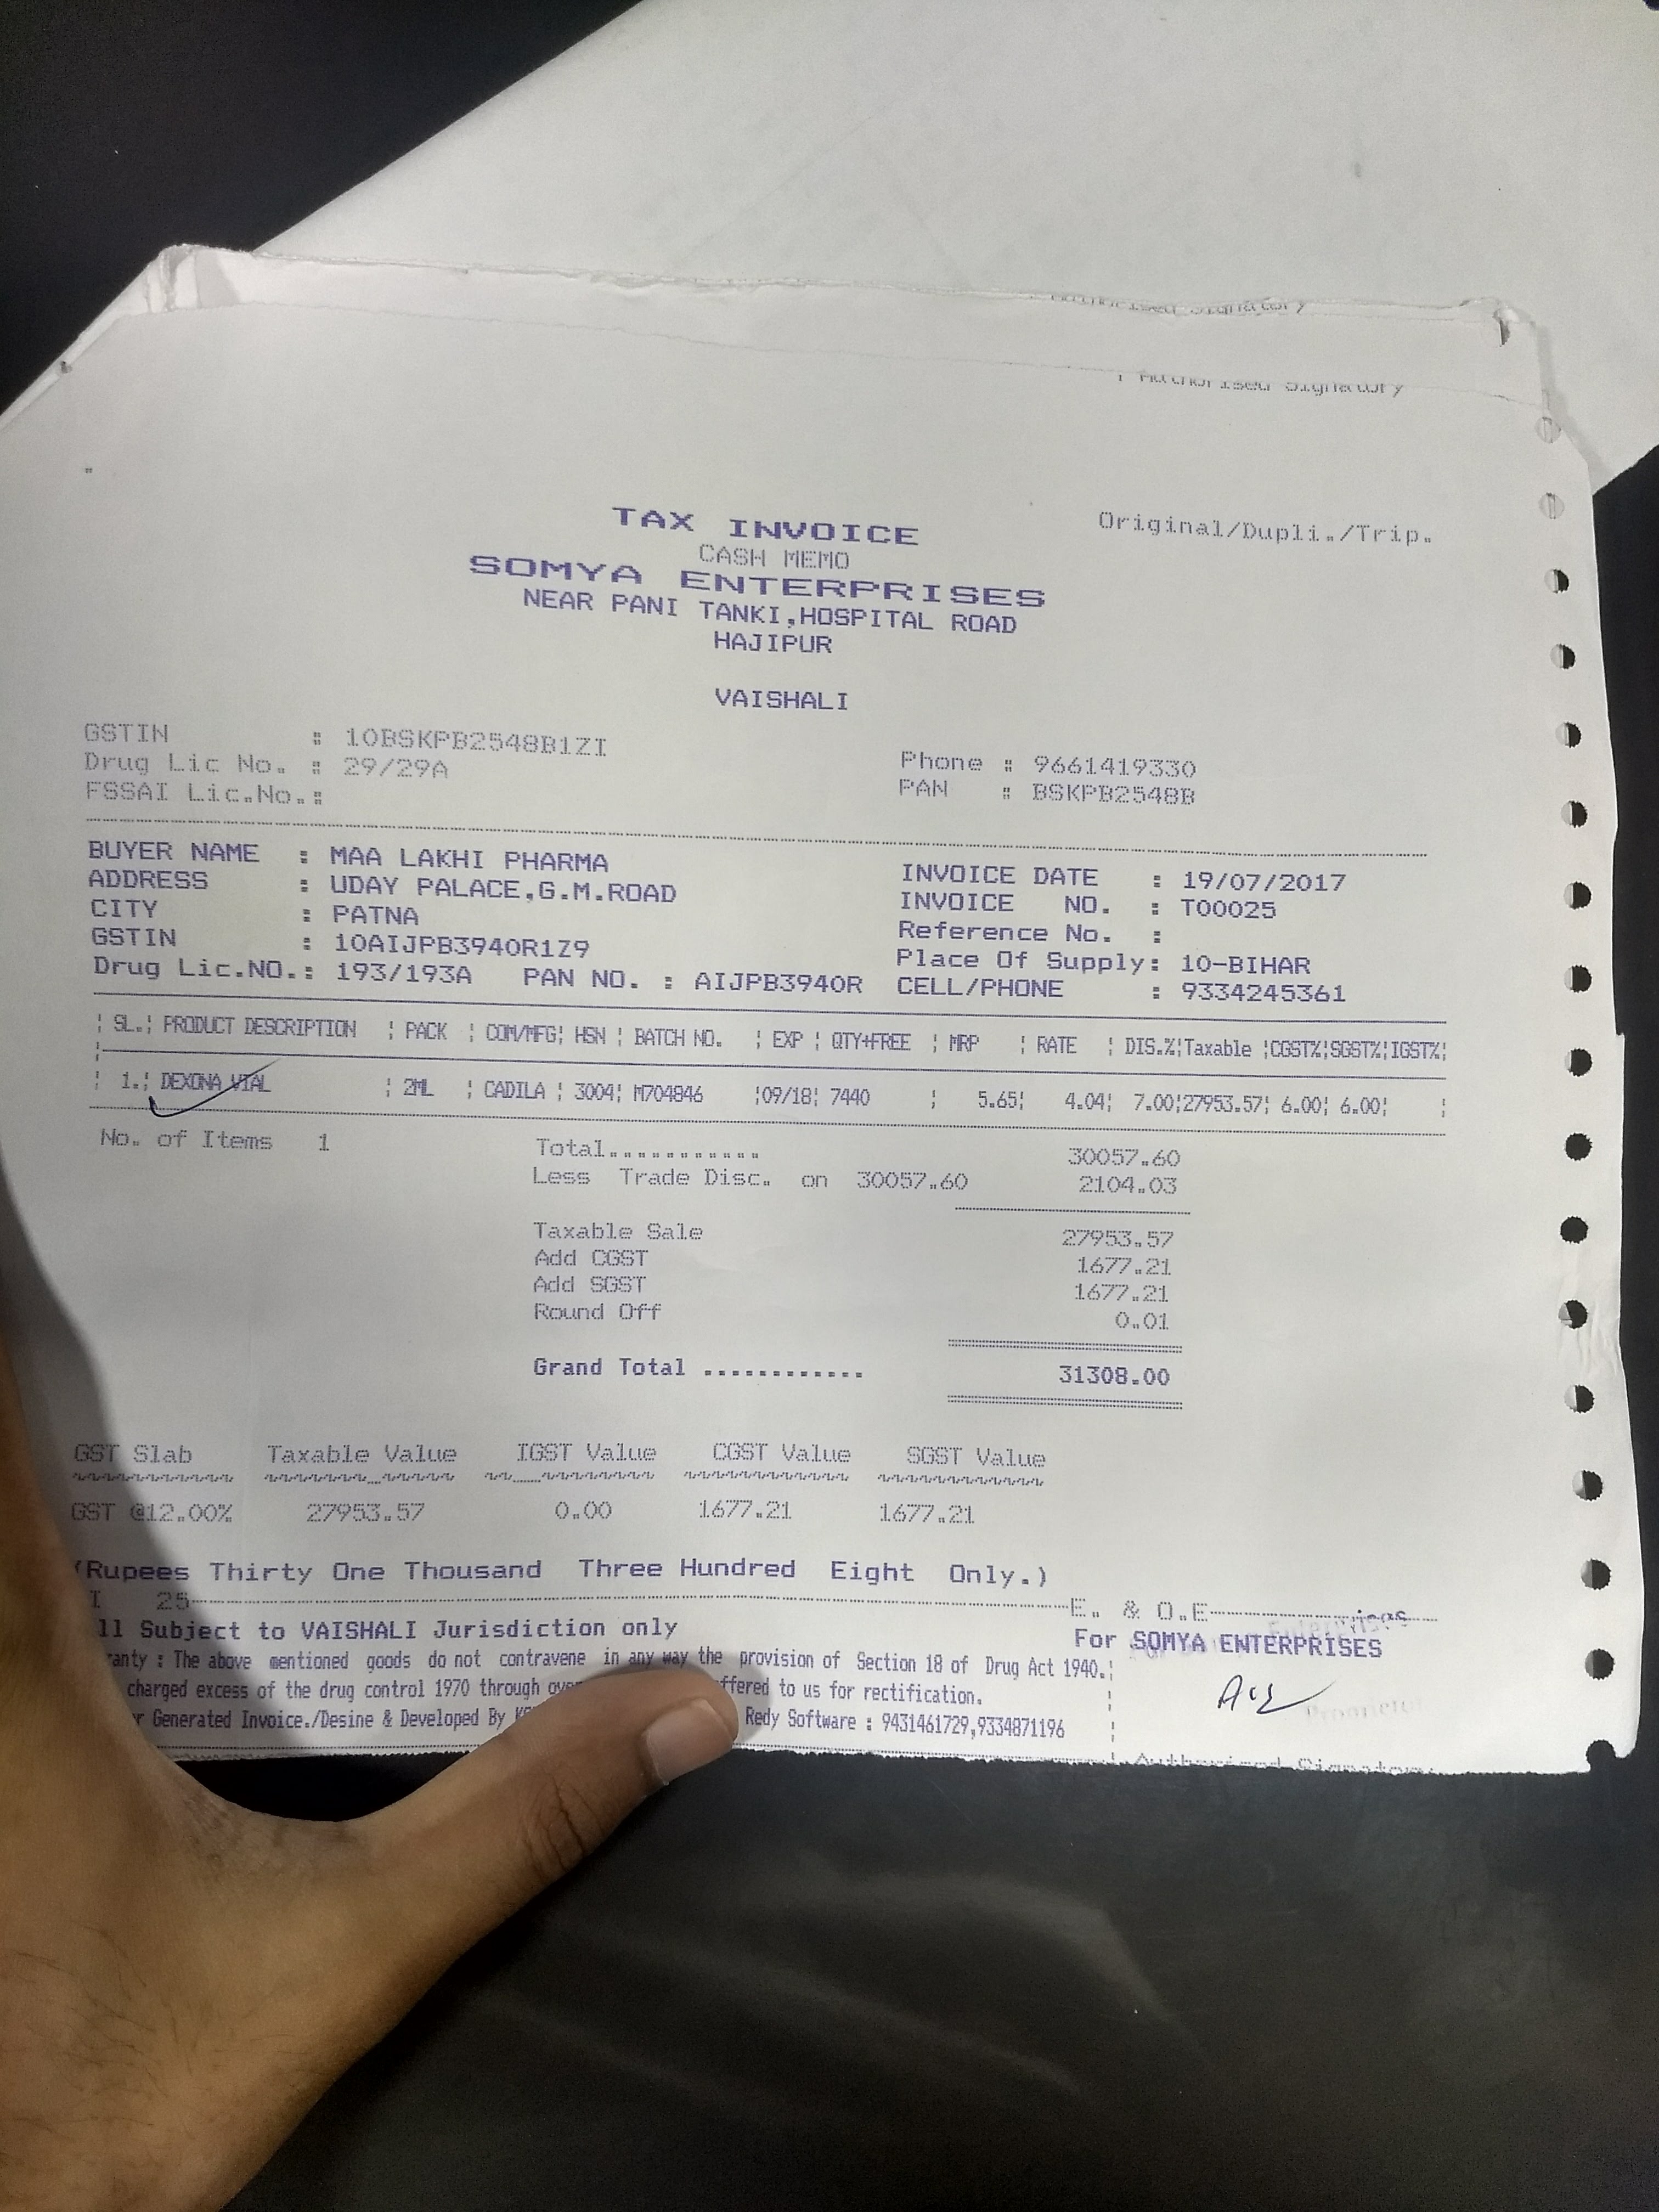 Authorised Signatory
Authorised Signatory
TAX INVOICE
Original/Dupli./Trip.
CASH MEMO
SOMYA ENTERPRISES
NEAR PANI TANKI,HOSPITAL ROAD
HAJIPUR
VAISHALI
GSTIN : 10BSKPB2548B1ZI
Drug Lic No. : 29/29A Phone : 9661419330
FSSAI Lic.No.: PAN : BSKPB2548B
BUYER NAME : MAA LAKHI PHARMA INVOICE DATE : 19/07/2017
ADDRESS : UDAY PALACE,G.M.ROAD INVOICE NO. : T00025
CITY : PATNA Reference No. :
GSTIN : 10AIJPB3940R1Z9 Place Of Supply: 10-BIHAR
Drug Lic.NO.: 193/193A PAN NO. : AIJPB3940R CELL/PHONE : 9334245361
¦ SL.¦ PRODUCT DESCRIPTION ¦ PACK ¦ COM/MFG¦ HSN ¦ BATCH NO. ¦ EXP ¦ QTY+FREE ¦ MRP ¦ RATE ¦ DIS.%¦Taxable ¦CGST%¦SGST%¦IGST%¦
¦ 1.¦ DEXONA VIAL ¦ 2ML ¦ CADILA ¦ 3004¦ M704846 ¦09/18¦ 7440 ¦ 5.65¦ 4.04¦ 7.00¦27953.57¦ 6.00¦ 6.00¦ ¦
No. of Items 1 Total........... 30057.60
Less Trade Disc. on 30057.60 2104.03
Taxable Sale 27953.57
Add CGST 1677.21
Add SGST 1677.21
Round Off 0.01
Grand Total ............ 31308.00
GST Slab Taxable Value IGST Value CGST Value SGST Value
GST @12.00% 27953.57 0.00 1677.21 1677.21
(Rupees Thirty One Thousand Three Hundred Eight Only.)
I 25 E. & O.E
ll Subject to VAISHALI Jurisdiction only For SOMYA ENTERPRISES
ranty : The above mentioned goods do not contravene in any way the provision of Section 18 of Drug Act 1940.¦
charged excess of the drug control 1970 through over ffered to us for rectification.
r Generated Invoice./Desine & Developed By Redy Software : 9431461729,9334871196
Authorised Signatory